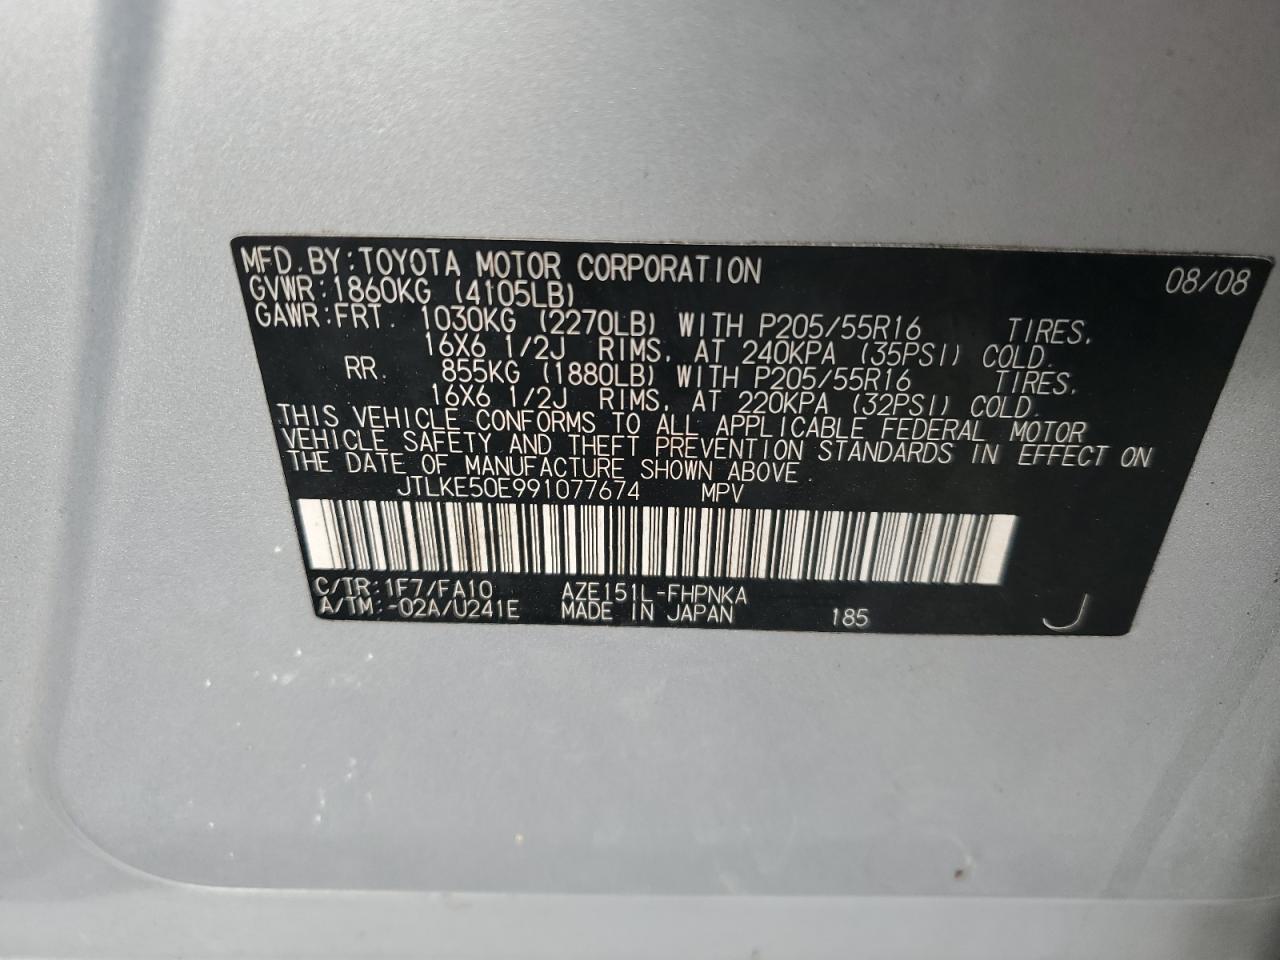 MFD. BY: TOYOTA MOTOR CORPORATION 08/08
GVWR: 1860KG (4105LB)
GAWR: FRT. 1030KG (2270LB) WITH P205/55R16 TIRES,
16X6 1/2J RIMS, AT 240KPA (35PSI) COLD.
RR. 855KG (1880LB) WITH P205/55R16 TIRES,
16X6 1/2J RIMS, AT 220KPA (32PSI) COLD.
THIS VEHICLE CONFORMS TO ALL APPLICABLE FEDERAL MOTOR
VEHICLE SAFETY AND THEFT PREVENTION STANDARDS IN EFFECT ON
THE DATE OF MANUFACTURE SHOWN ABOVE.
JTLKE50E991077674 MPV
C/TR: 1F7/FA10 AZE151L-FHPNKA
A/TM: -02A/U241E MADE IN JAPAN 185 J